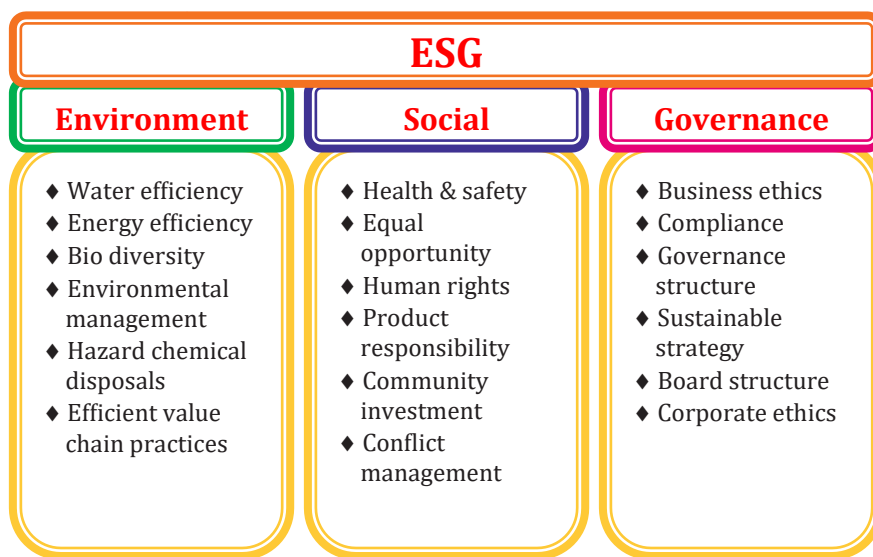 ESG
Environment
♦ Water efficiency
♦ Energy efficiency
♦ Bio diversity
♦ Environmental
management
♦ Hazard chemical
disposals
♦ Efficient value
chain practices
Social
♦ Health & safety
♦ Equal
opportunity
♦ Human rights
♦ Product
responsibility
♦ Community
investment
♦ Conflict
management
Governance
♦ Business ethics
♦ Compliance
♦ Governance
structure
♦ Sustainable
strategy
♦ Board structure
♦ Corporate ethics